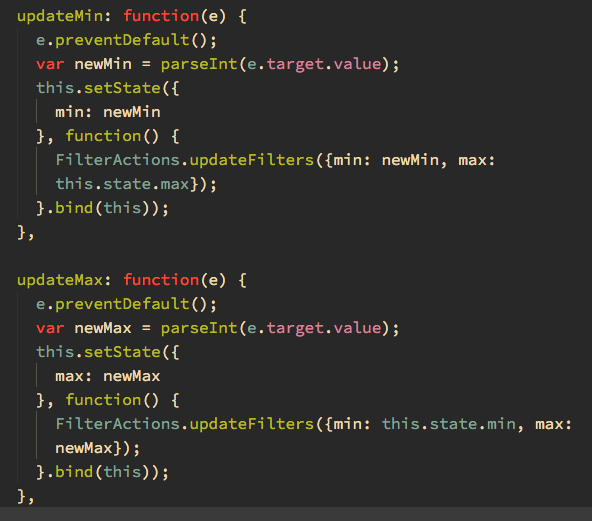 updateMin: function(e) {
e.preventDefault();
var newMin = parseInt(e.target.value);
this.setState({
min: newMin
}, function() {
FilterActions.updateFilters({min: newMin, max:
this.state.max});
}.bind(this));
},
updateMax: function(e) {
e.preventDefault();
var newMax = parseInt(e.target.value);
this.setState({
max: newMax
}, function() {
FilterActions.updateFilters({min: this.state.min, max:
newMax});
}.bind(this));
},